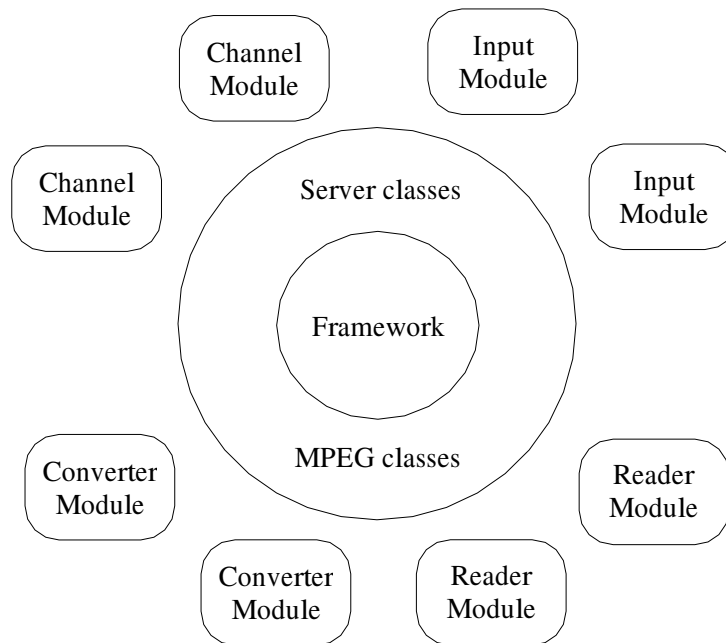 Channel
Module
Input
Module
Channel
Module
Input
Module
Server classes
Framework
MPEG classes
Converter
Module
Reader
Module
Converter
Module
Reader
Module